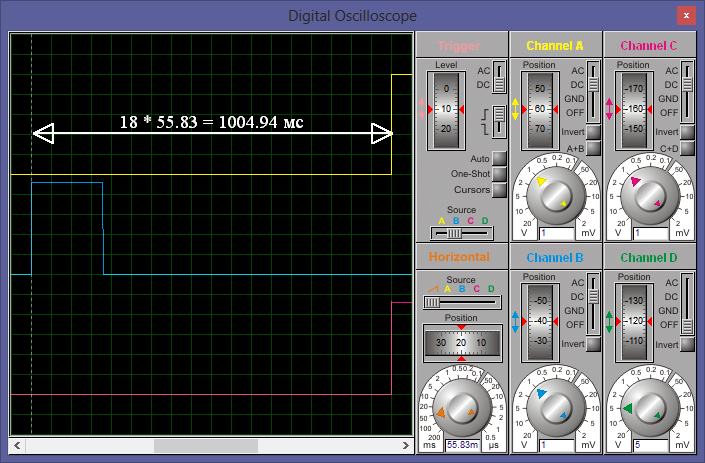 Digital Oscilloscope
x
18 * 55.83 = 1004.94 мс
Trigger
Level
0
10
20
AC
DC
Auto
One-Shot
Cursors
Source
A B C D
Channel A
Position
50
60
70
AC
DC
GND
OFF
Invert
A+B
0.5 0.2 0.1
1 50
2 20
5 10
10 5
20 2
V 1 mV
Channel C
Position
-170
-160
-150
AC
DC
GND
OFF
Invert
C+D
0.5 0.2 0.1
1 50
2 20
5 10
10 5
20 2
V 1 mV
Horizontal
Source
A B C D
Position
30 20 10
2 1 0.5 0.2 0.1
5 50
10 20
20 10
50 5
100 2
200 1 0.5
ms 55.83m µs
Channel B
Position
-50
-40
-30
AC
DC
GND
OFF
Invert
0.5 0.2 0.1
1 50
2 20
5 10
10 5
20 2
V 1 mV
Channel D
Position
-130
-120
-110
AC
DC
GND
OFF
Invert
0.5 0.2 0.1
1 50
2 20
5 10
10 5
20 2
V 5 mV